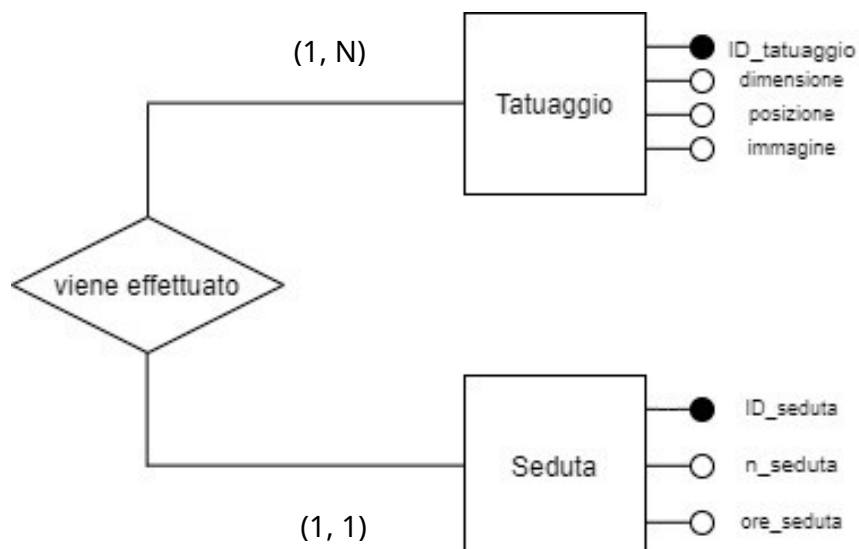 (1, N)
Tatuaggio
ID_tatuaggio
dimensione
posizione
immagine
viene effettuato
Seduta
ID_seduta
n_seduta
ore_seduta
(1, 1)